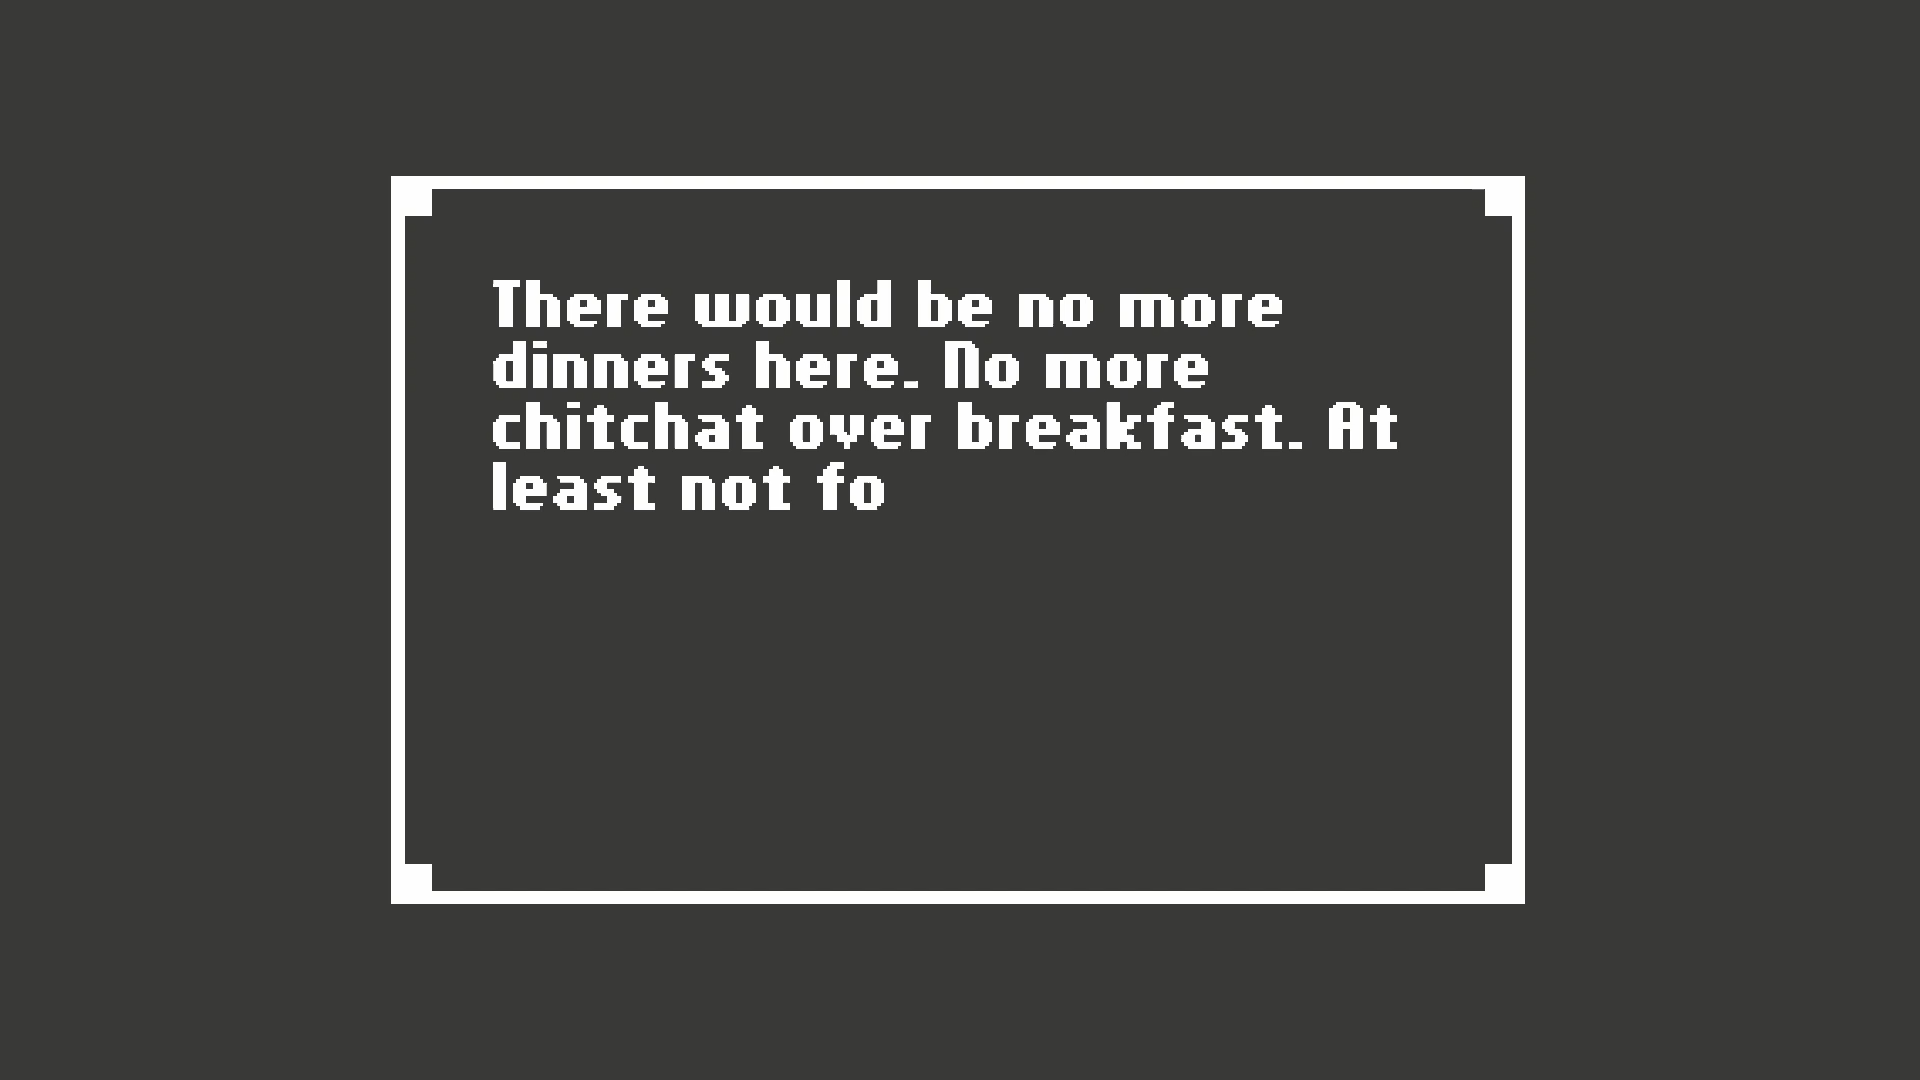 There would be no more
dinners here. No more
chitchat over breakfast. At
least not fo